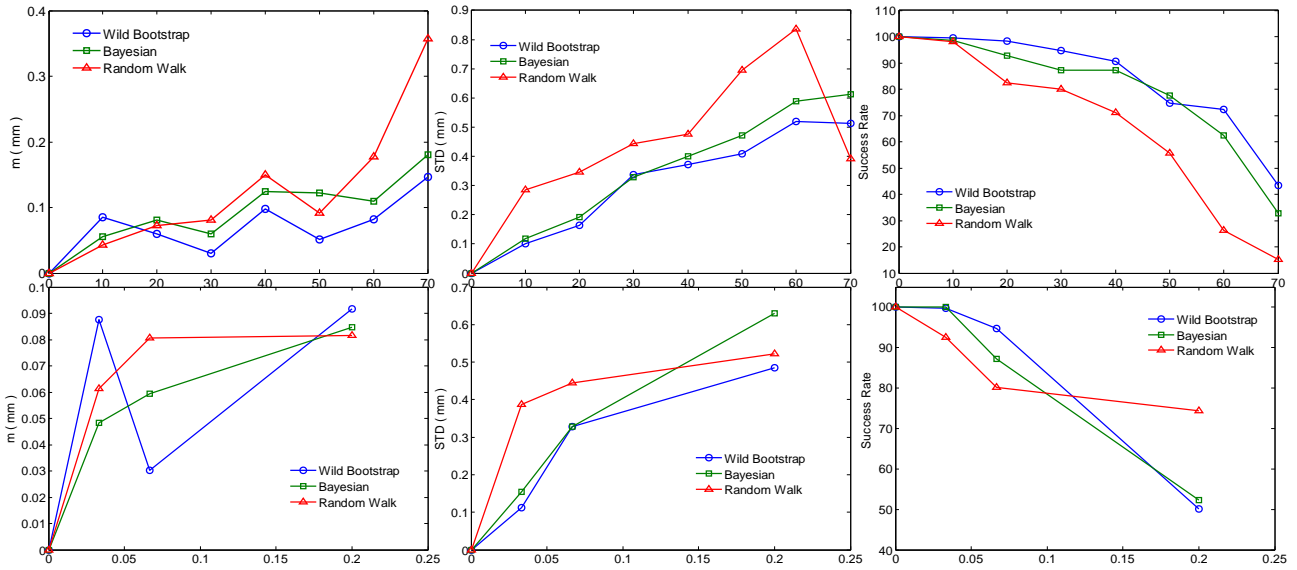 0.4
0.3
0.2
0.1
0
m ( mm )
Wild Bootstrap
Bayesian
Random Walk
0 10 20 30 40 50 60 70
0.9
0.8
0.7
0.6
0.5
0.4
0.3
0.2
0.1
0
STD ( mm )
Wild Bootstrap
Bayesian
Random Walk
0 10 20 30 40 50 60 70
110
100
90
80
70
60
50
40
30
20
10
Success Rate
Wild Bootstrap
Bayesian
Random Walk
0 10 20 30 40 50 60 70
0.1
0.09
0.08
0.07
0.06
0.05
0.04
0.03
0.02
0.01
0
m ( mm )
Wild Bootstrap
Bayesian
Random Walk
0 0.05 0.1 0.15 0.2 0.25
0.7
0.6
0.5
0.4
0.3
0.2
0.1
0
STD ( mm )
Wild Bootstrap
Bayesian
Random Walk
0 0.05 0.1 0.15 0.2 0.25
100
90
80
70
60
50
40
Success Rate
Wild Bootstrap
Bayesian
Random Walk
0 0.05 0.1 0.15 0.2 0.25